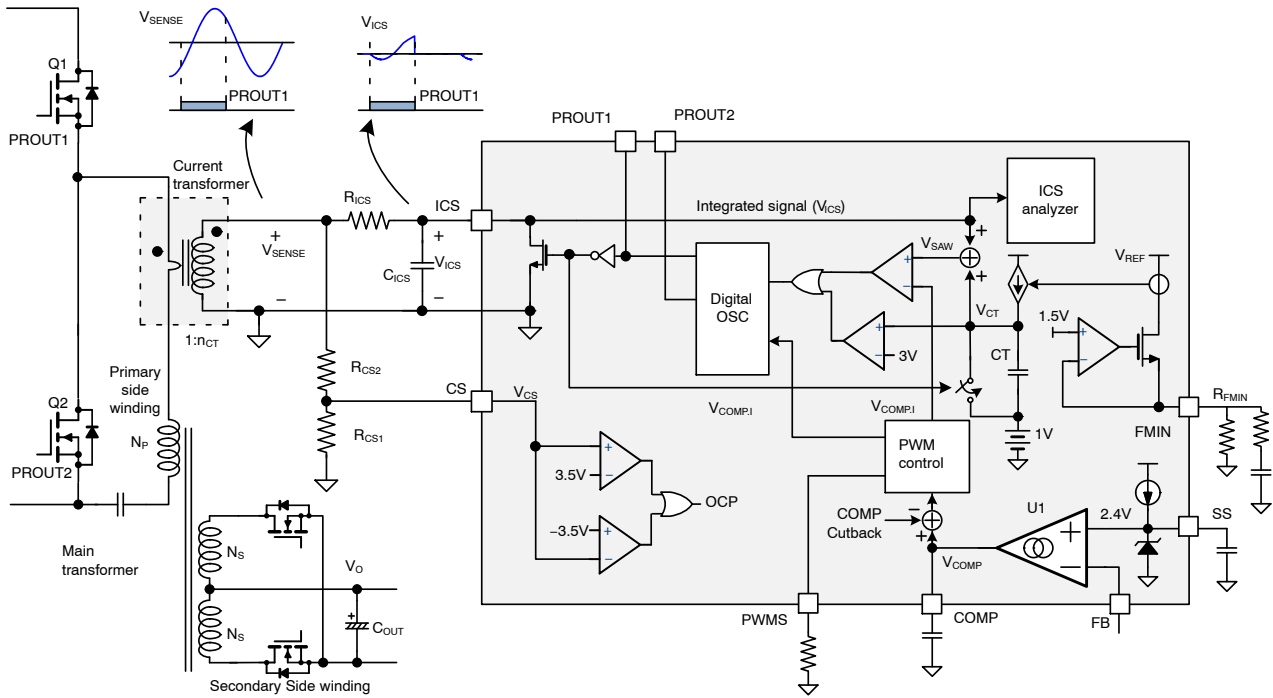 VSENSE
VICS
Q1
PROUT1
PROUT1
PROUT1
PROUT1
PROUT2
Current
transformer
RICS
ICS
Integrated signal (VICS)
ICS
analyzer
+
VSENSE
−
+
VICS
−
CICS
VSAW
+
+
VREF
+
−
Digital
OSC
1.5V
+
−
VCT
+
−
3V
CT
1:nCT
Primary
side
winding
RCS2
CS
VCS
VCOMP.I
VCOMP.I
RFMIN
FMIN
Q2
NP
RCS1
1V
PROUT2
PWM
control
+
−
3.5V
OCP
−3.5V
+
−
COMP
Cutback
−
+
U1
2.4V
SS
+
−
Main
transformer
NS
VO
VCOMP
NS
+
COUT
PWMS
COMP
FB
Secondary Side winding